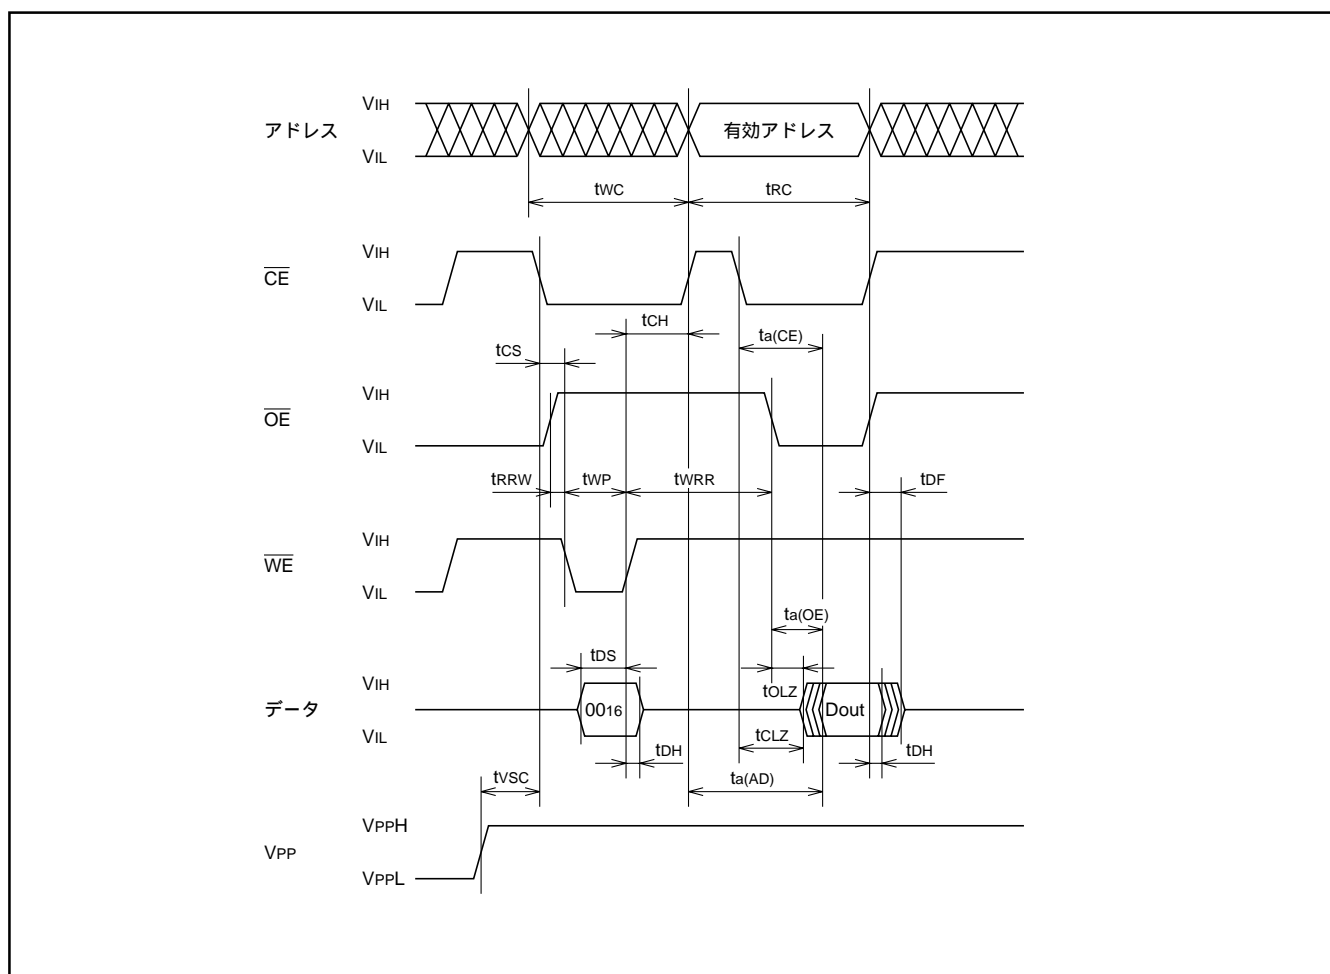 VIH
アドレス
有効アドレス
VIL
tWC
tRC
VIH
CE
VIL
tCH
ta(CE)
tCS
VIH
OE
VIL
tRRW
tWP
tWRR
tDF
VIH
WE
VIL
ta(OE)
tDS
VIH
tOLZ
データ
0016
Dout
VIL
tCLZ
tDH
tDH
tVSC
ta(AD)
VPPH
VPP
VPPL